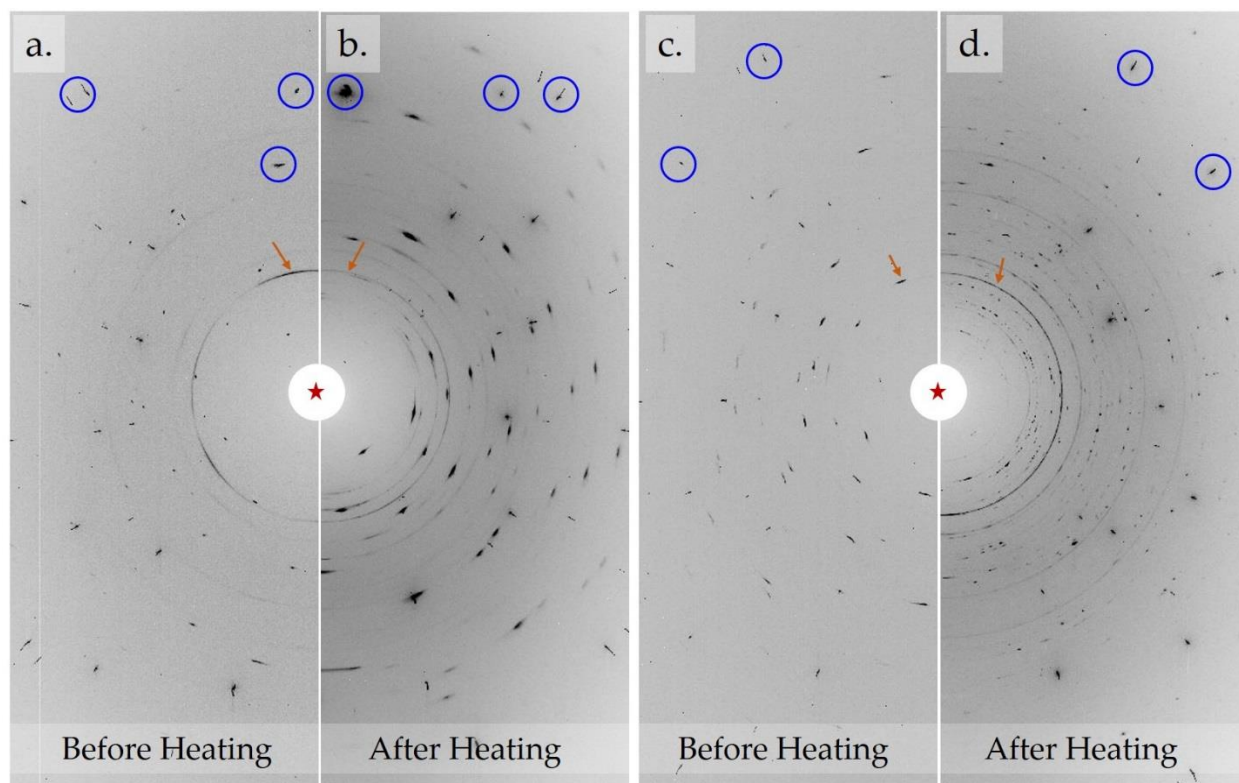 a.
b.
c.
d.
Before Heating
After Heating
Before Heating
After Heating